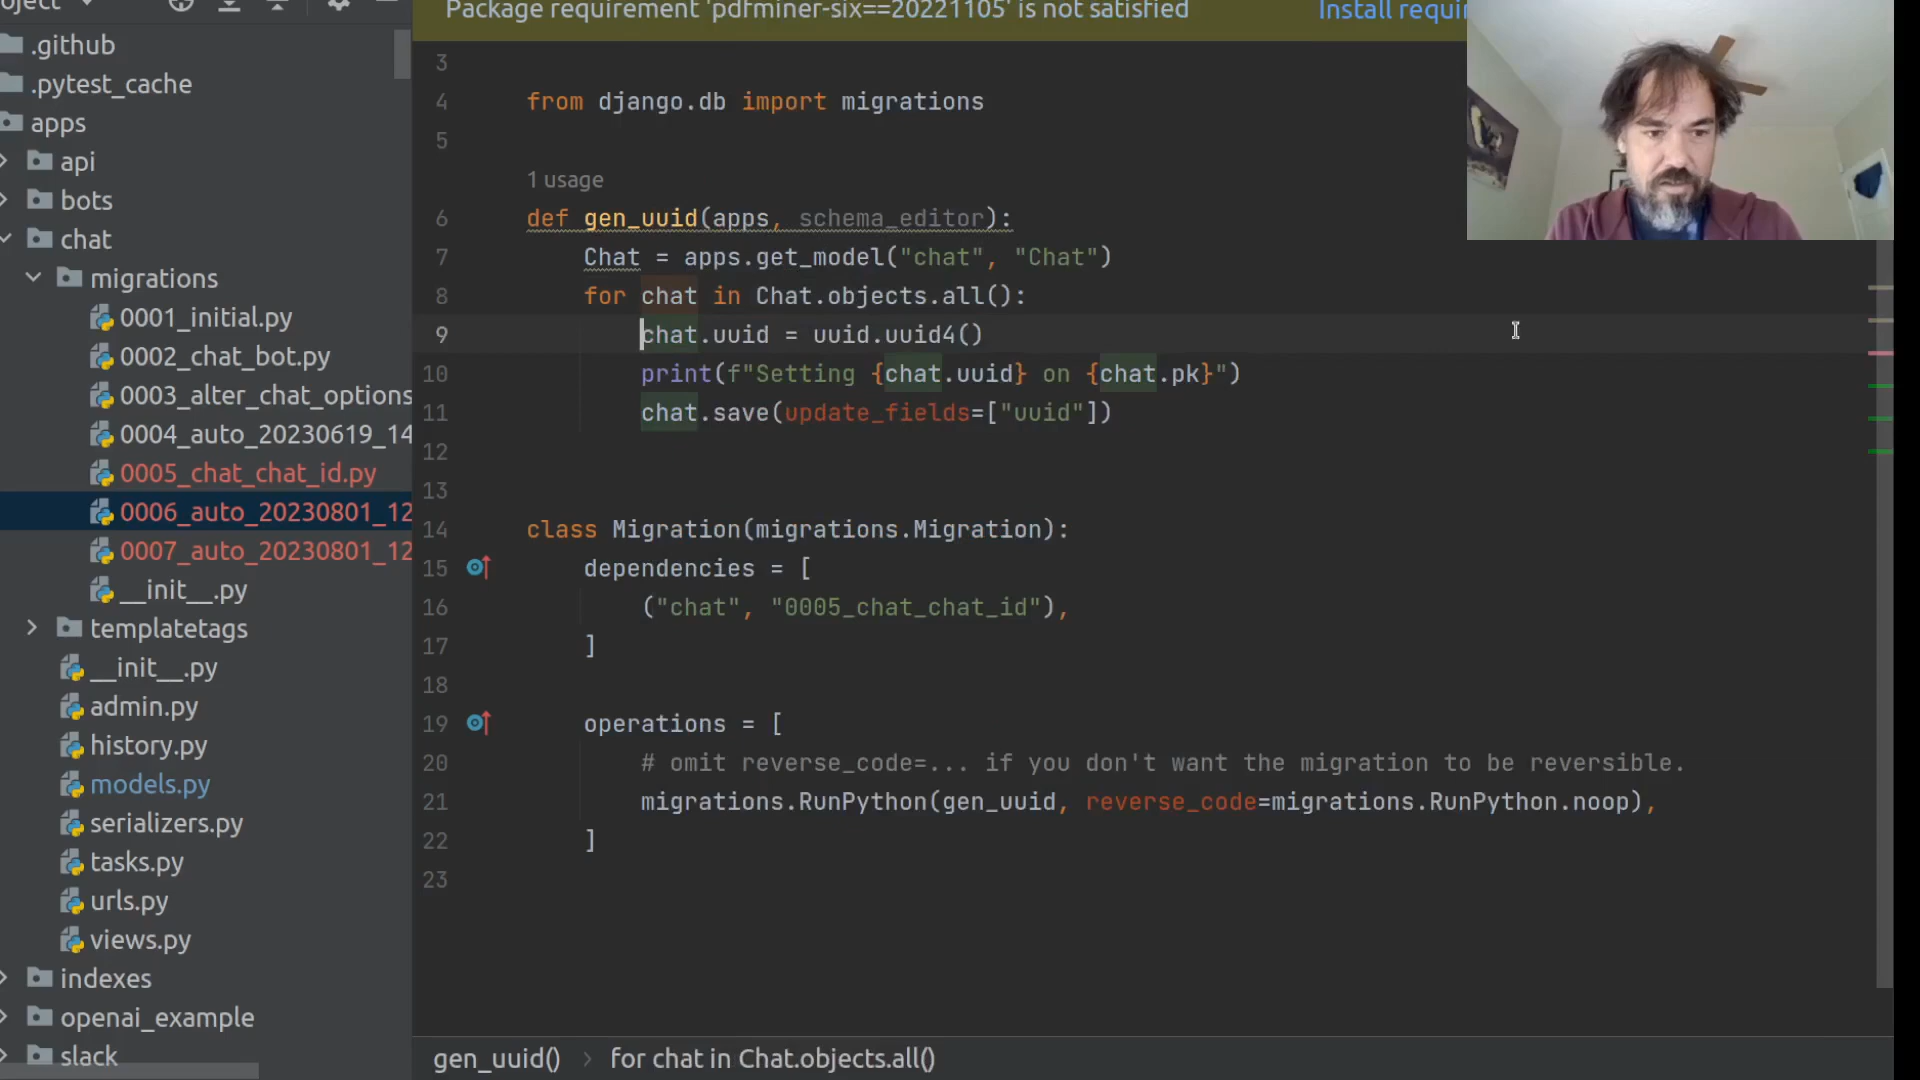 Package requirement 'pdfminer-six==20221105' is not satisfied
.github
.pytest_cache
apps
api
bots
chat
migrations
0001_initial.py
0002_chat_bot.py
0003_alter_chat_options
0004_auto_20230619_14
0005_chat_chat_id.py
0006_auto_20230801_12
0007_auto_20230801_12
__init__.py
templatetags
__init__.py
admin.py
history.py
models.py
serializers.py
tasks.py
urls.py
views.py
indexes
openai_example
slack
3
4 from django.db import migrations
5
1 usage
6 def gen_uuid(apps, schema_editor):
7 Chat = apps.get_model("chat", "Chat")
8 for chat in Chat.objects.all():
9 chat.uuid = uuid.uuid4()
10 print(f"Setting {chat.uuid} on {chat.pk}")
11 chat.save(update_fields=["uuid"])
12
13
14 class Migration(migrations.Migration):
15 dependencies = [
16 ("chat", "0005_chat_chat_id"),
17 ]
18
19 operations = [
20 # omit reverse_code=... if you don't want the migration to be reversible.
21 migrations.RunPython(gen_uuid, reverse_code=migrations.RunPython.noop),
22 ]
23
gen_uuid() › for chat in Chat.objects.all()